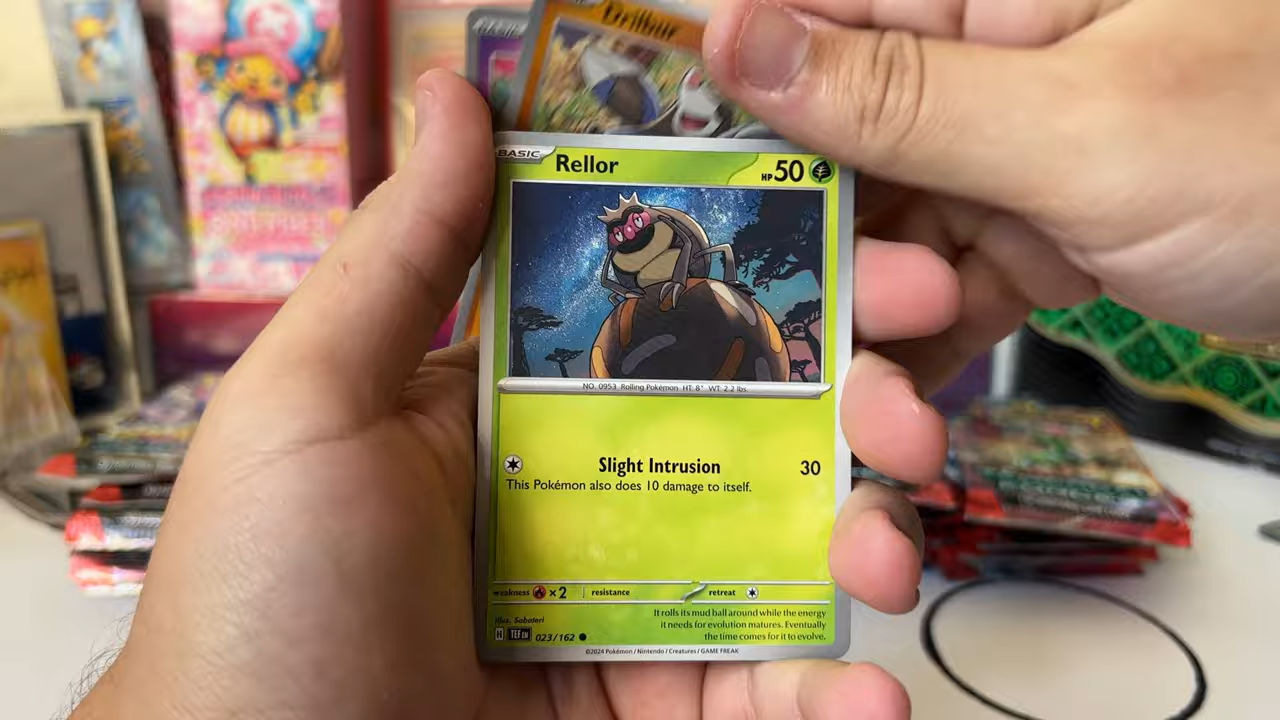 Drilbur
BASIC Rellor HP 50
NO. 0953 Rolling Pokémon HT: 8" WT: 2.2 lbs.
Slight Intrusion 30
This Pokémon also does 10 damage to itself.
weakness ×2 resistance retreat
Illus. Saboteri
It rolls its mud ball around while the energy
it needs for evolution matures. Eventually
the time comes for it to evolve.
H TEF EN 023/162
©2024 Pokémon / Nintendo / Creatures / GAME FREAK